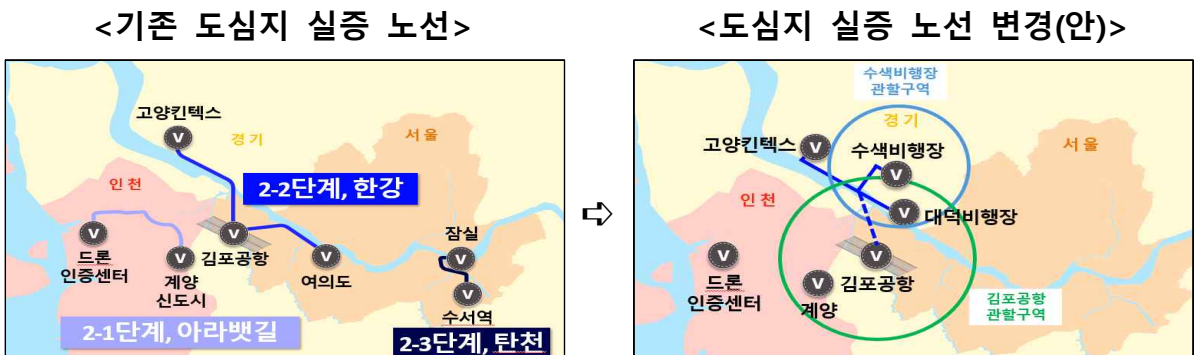 <기존 도심지 실증 노선>
고양킨텍스
V
경기
서울
인천
2-2단계, 한강
잠실
V
V
V
V
V
드론
인증센터
계양
신도시
김포공항
여의도
V
수서역
2-1단계, 아라뱃길
2-3단계, 탄천
<도심지 실증 노선 변경(안)>
수색비행장
관할구역
경기
서울
고양킨텍스
V
수색비행장
V
인천
V
대덕비행장
V
드론
인증센터
V
김포공항
V
계양
김포공항
관할구역